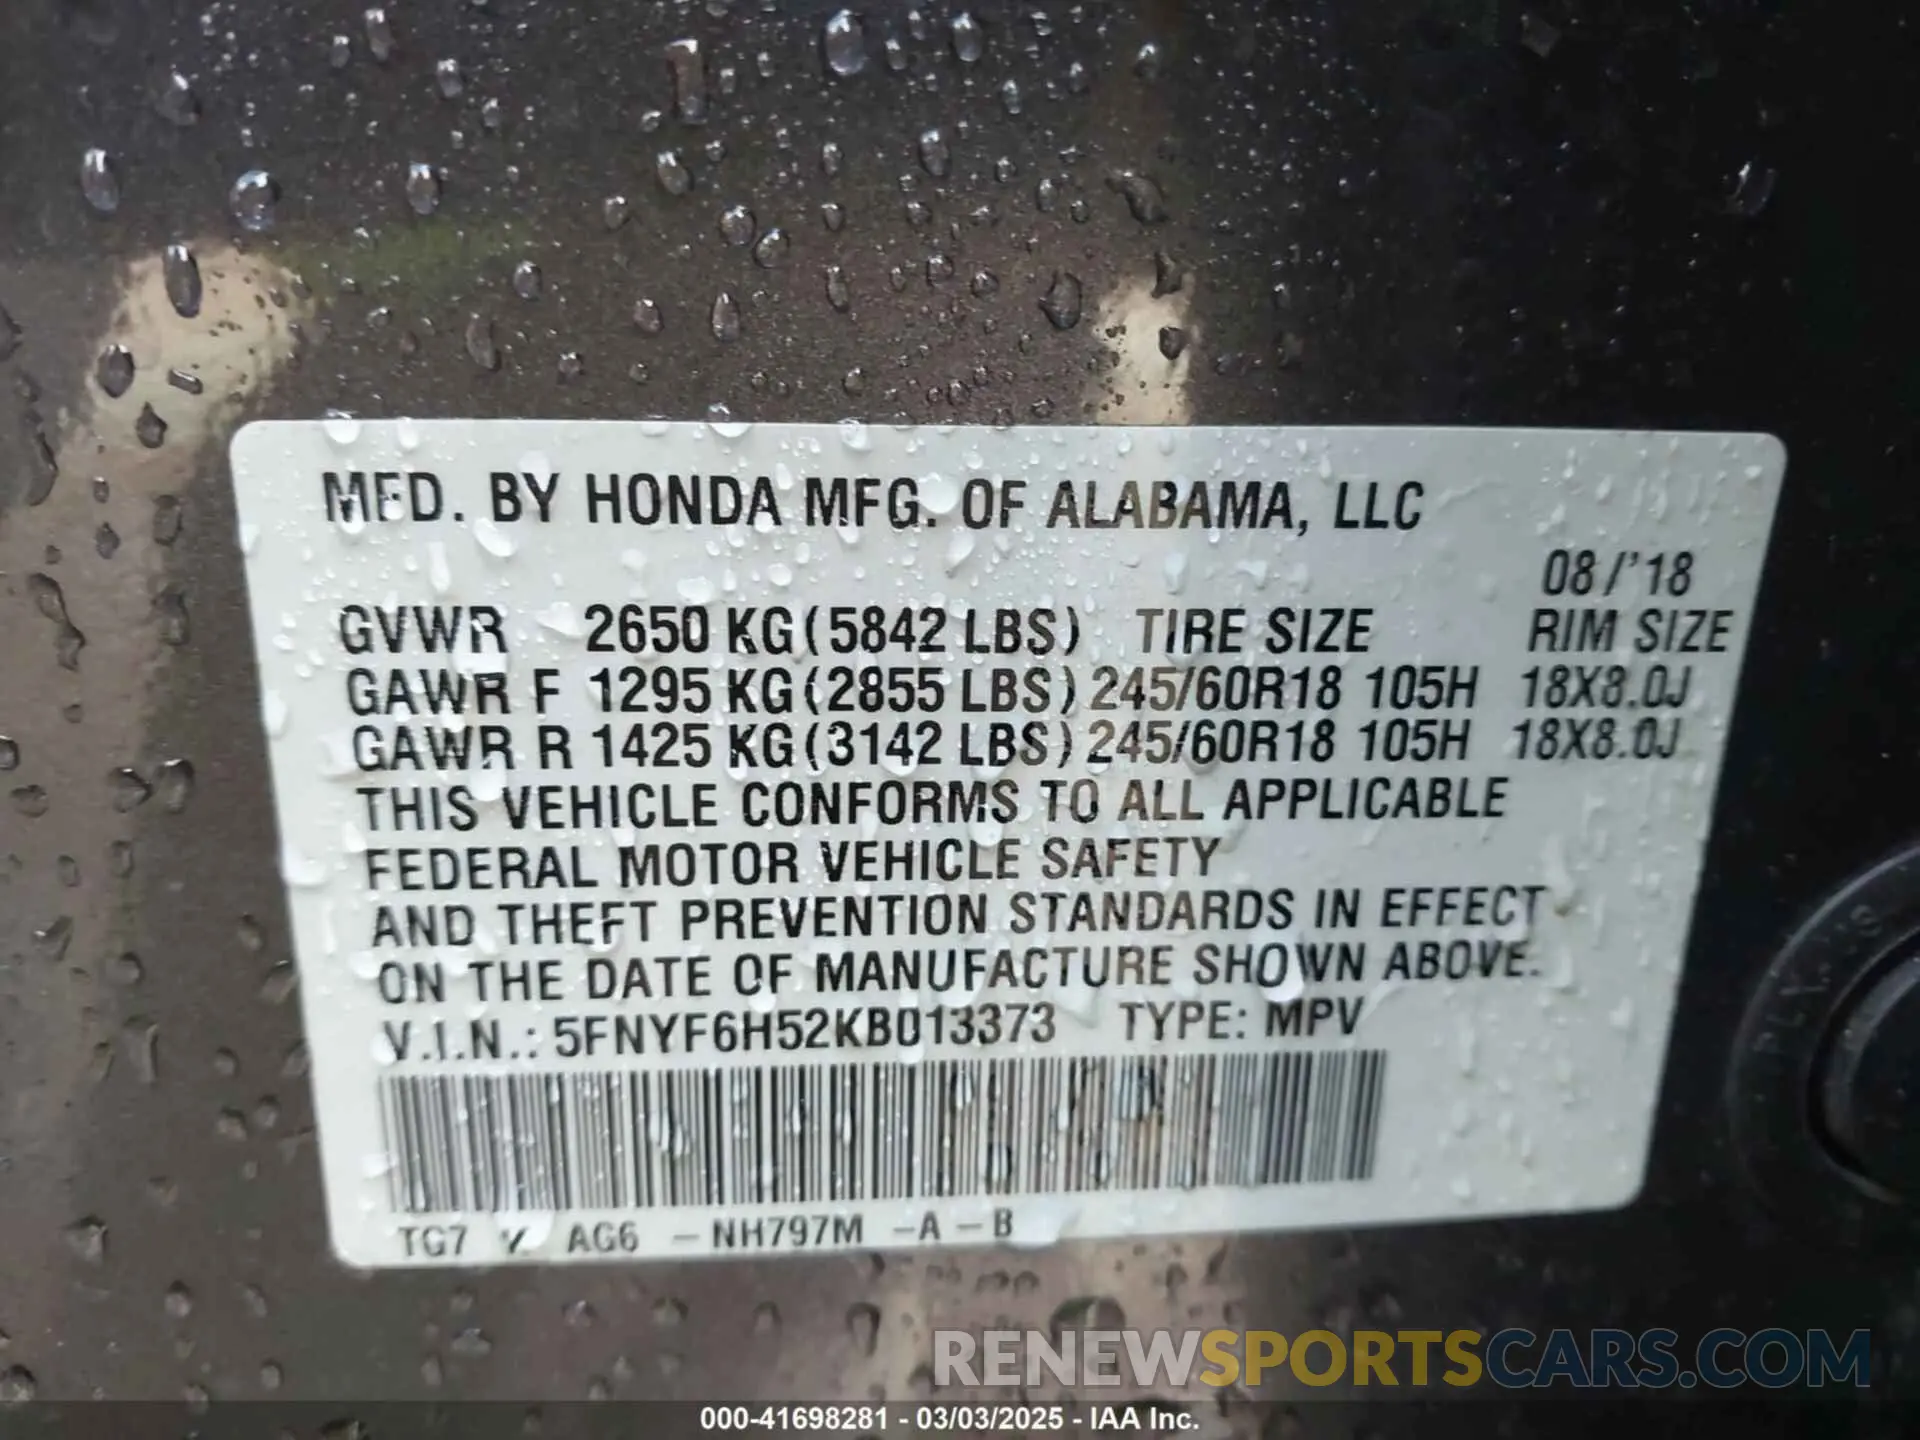 MFD. BY HONDA MFG. OF ALABAMA, LLC
08/'18
GVWR 2650 KG(5842 LBS) TIRE SIZE RIM SIZE
GAWR F 1295 KG(2855 LBS) 245/60R18 105H 18X8.0J
GAWR R 1425 KG(3142 LBS) 245/60R18 105H 18X8.0J
THIS VEHICLE CONFORMS TO ALL APPLICABLE
FEDERAL MOTOR VEHICLE SAFETY
AND THEFT PREVENTION STANDARDS IN EFFECT
ON THE DATE OF MANUFACTURE SHOWN ABOVE.
V.I.N.: 5FNYF6H52KB013373 TYPE: MPV
TG7 AG6 -NH797M -A-B
RENEWSPORTSCARS.COM
000-41698281 - 03/03/2025 - IAA Inc.